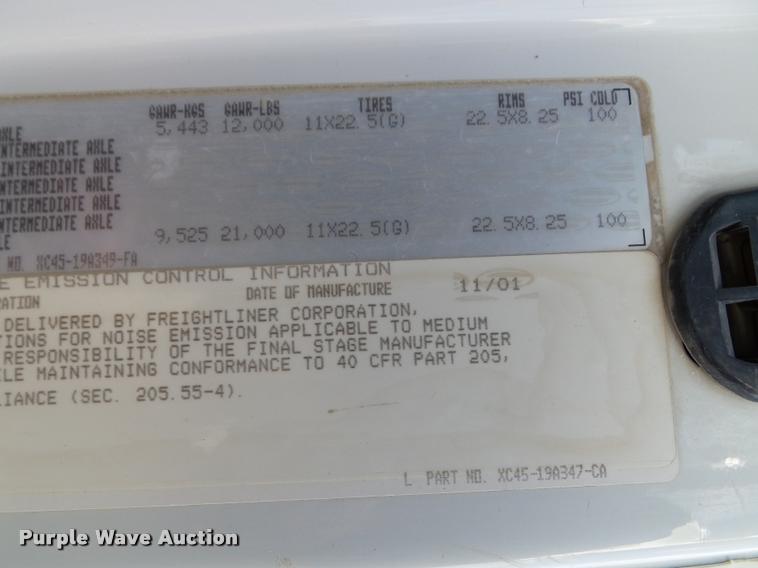 GAWR-KGS GAWR-LBS TIRES RIMS PSI COLD
AXLE 5,443 12,000 11X22.5(G) 22.5X8.25 100
INTERMEDIATE AXLE
INTERMEDIATE AXLE
INTERMEDIATE AXLE
INTERMEDIATE AXLE
INTERMEDIATE AXLE
LE 9,525 21,000 11X22.5(G) 22.5X8.25 100
NO. XC45-19A349-FA
E EMISSION CONTROL INFORMATION
RATION DATE OF MANUFACTURE 11/01
DELIVERED BY FREIGHTLINER CORPORATION,
TIONS FOR NOISE EMISSION APPLICABLE TO MEDIUM
RESPONSIBILITY OF THE FINAL STAGE MANUFACTURER
LE MAINTAINING CONFORMANCE TO 40 CFR PART 205,
LIANCE (SEC. 205.55-4).
L PART NO. XC45-19A347-CA
Purple Wave Auction